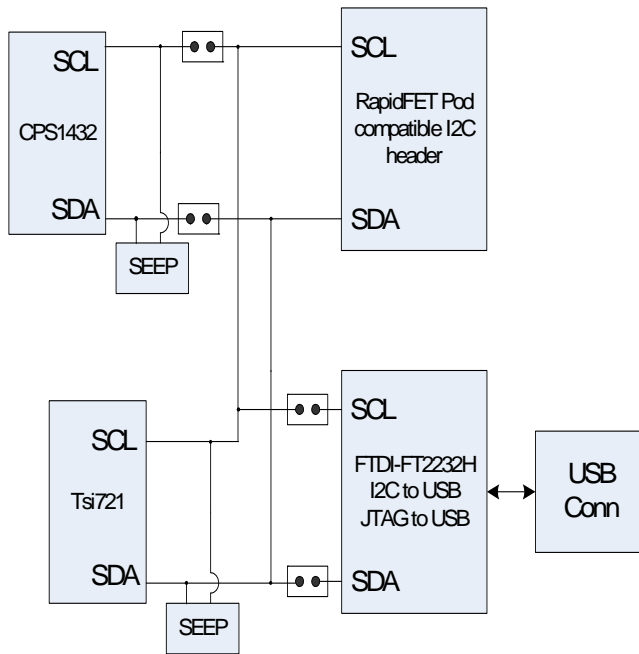 SCL
CPS1432
SDA
SEEP
SCL
RapidFET Pod
compatible I2C
header
SDA
SCL
Tsi721
SDA
SEEP
SCL
FTDI-FT2232H
I2C to USB
JTAG to USB
SDA
USB
Conn